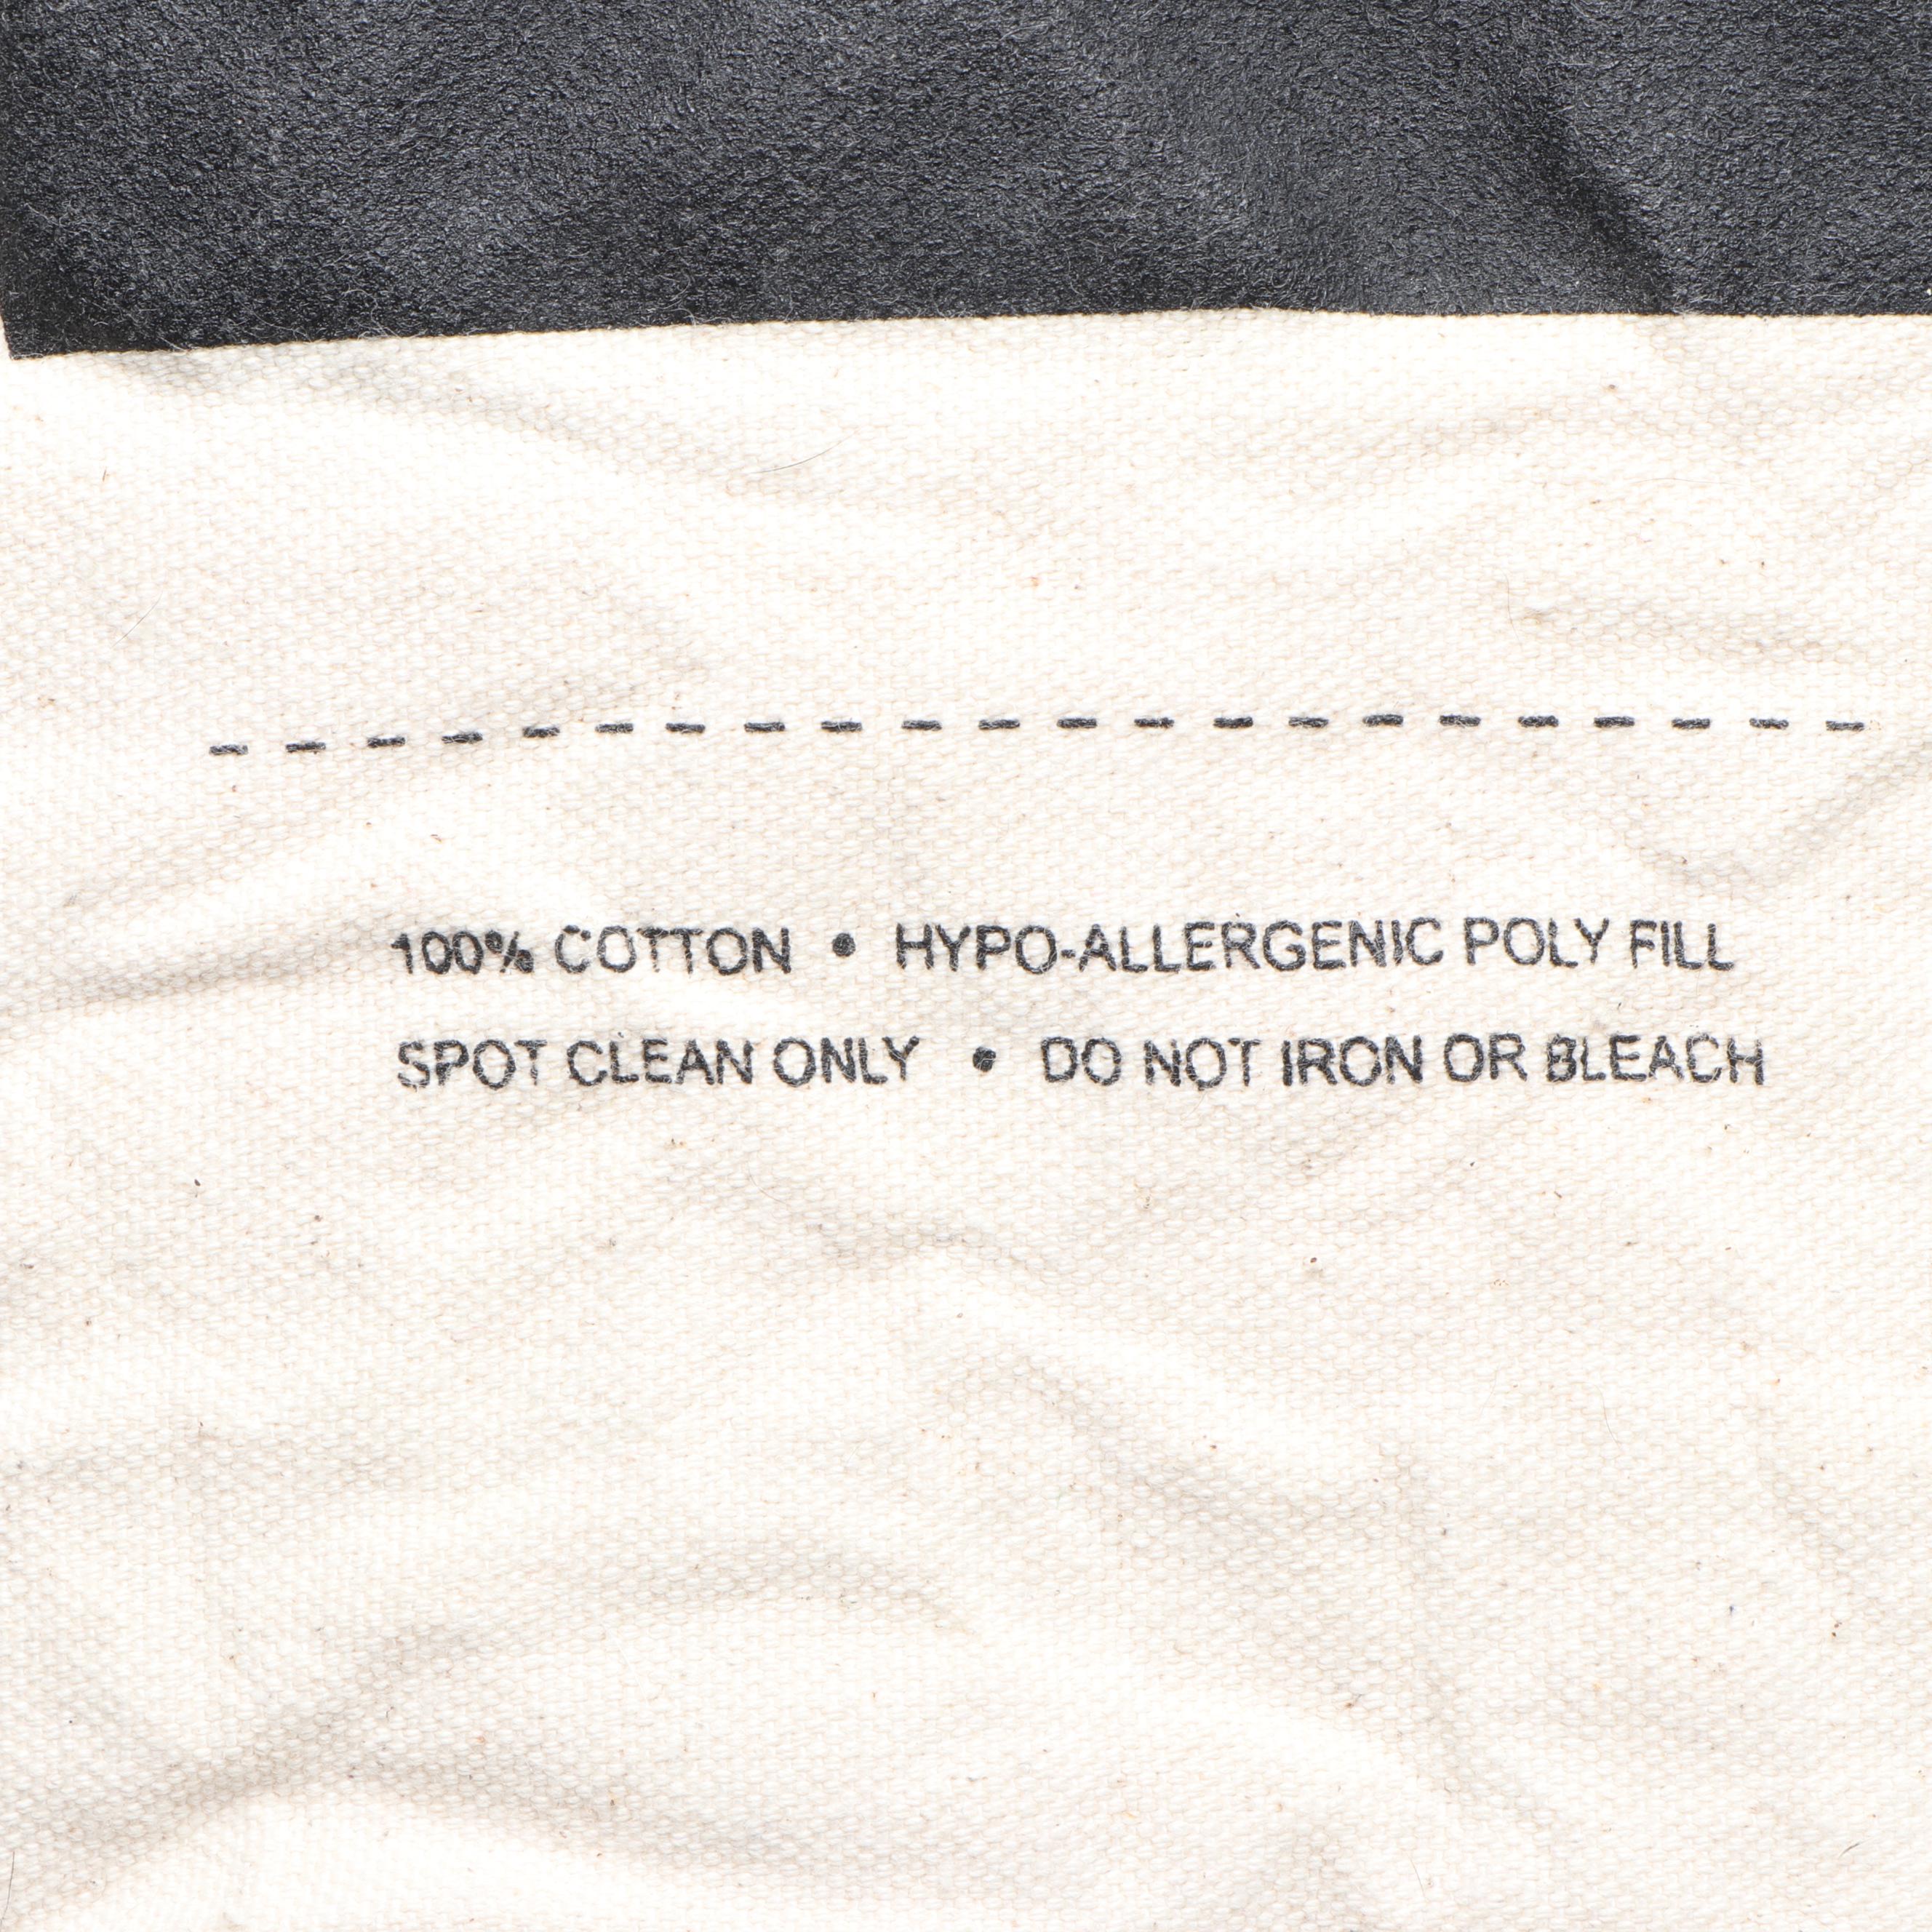 100% COTTON • HYPO-ALLERGENIC POLY FILL
SPOT CLEAN ONLY • DO NOT IRON OR BLEACH